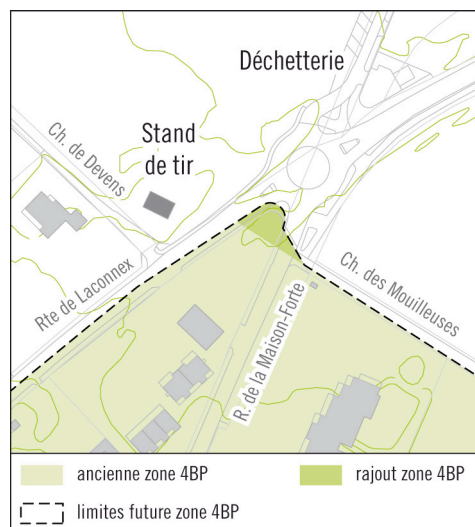 Déchetterie
Stand
de tir
Ch. de Devens
Rte de Laconnex
Ch. des Mouilleuses
R. de la Maison-Forte
ancienne zone 4BP
rajout zone 4BP
limites future zone 4BP